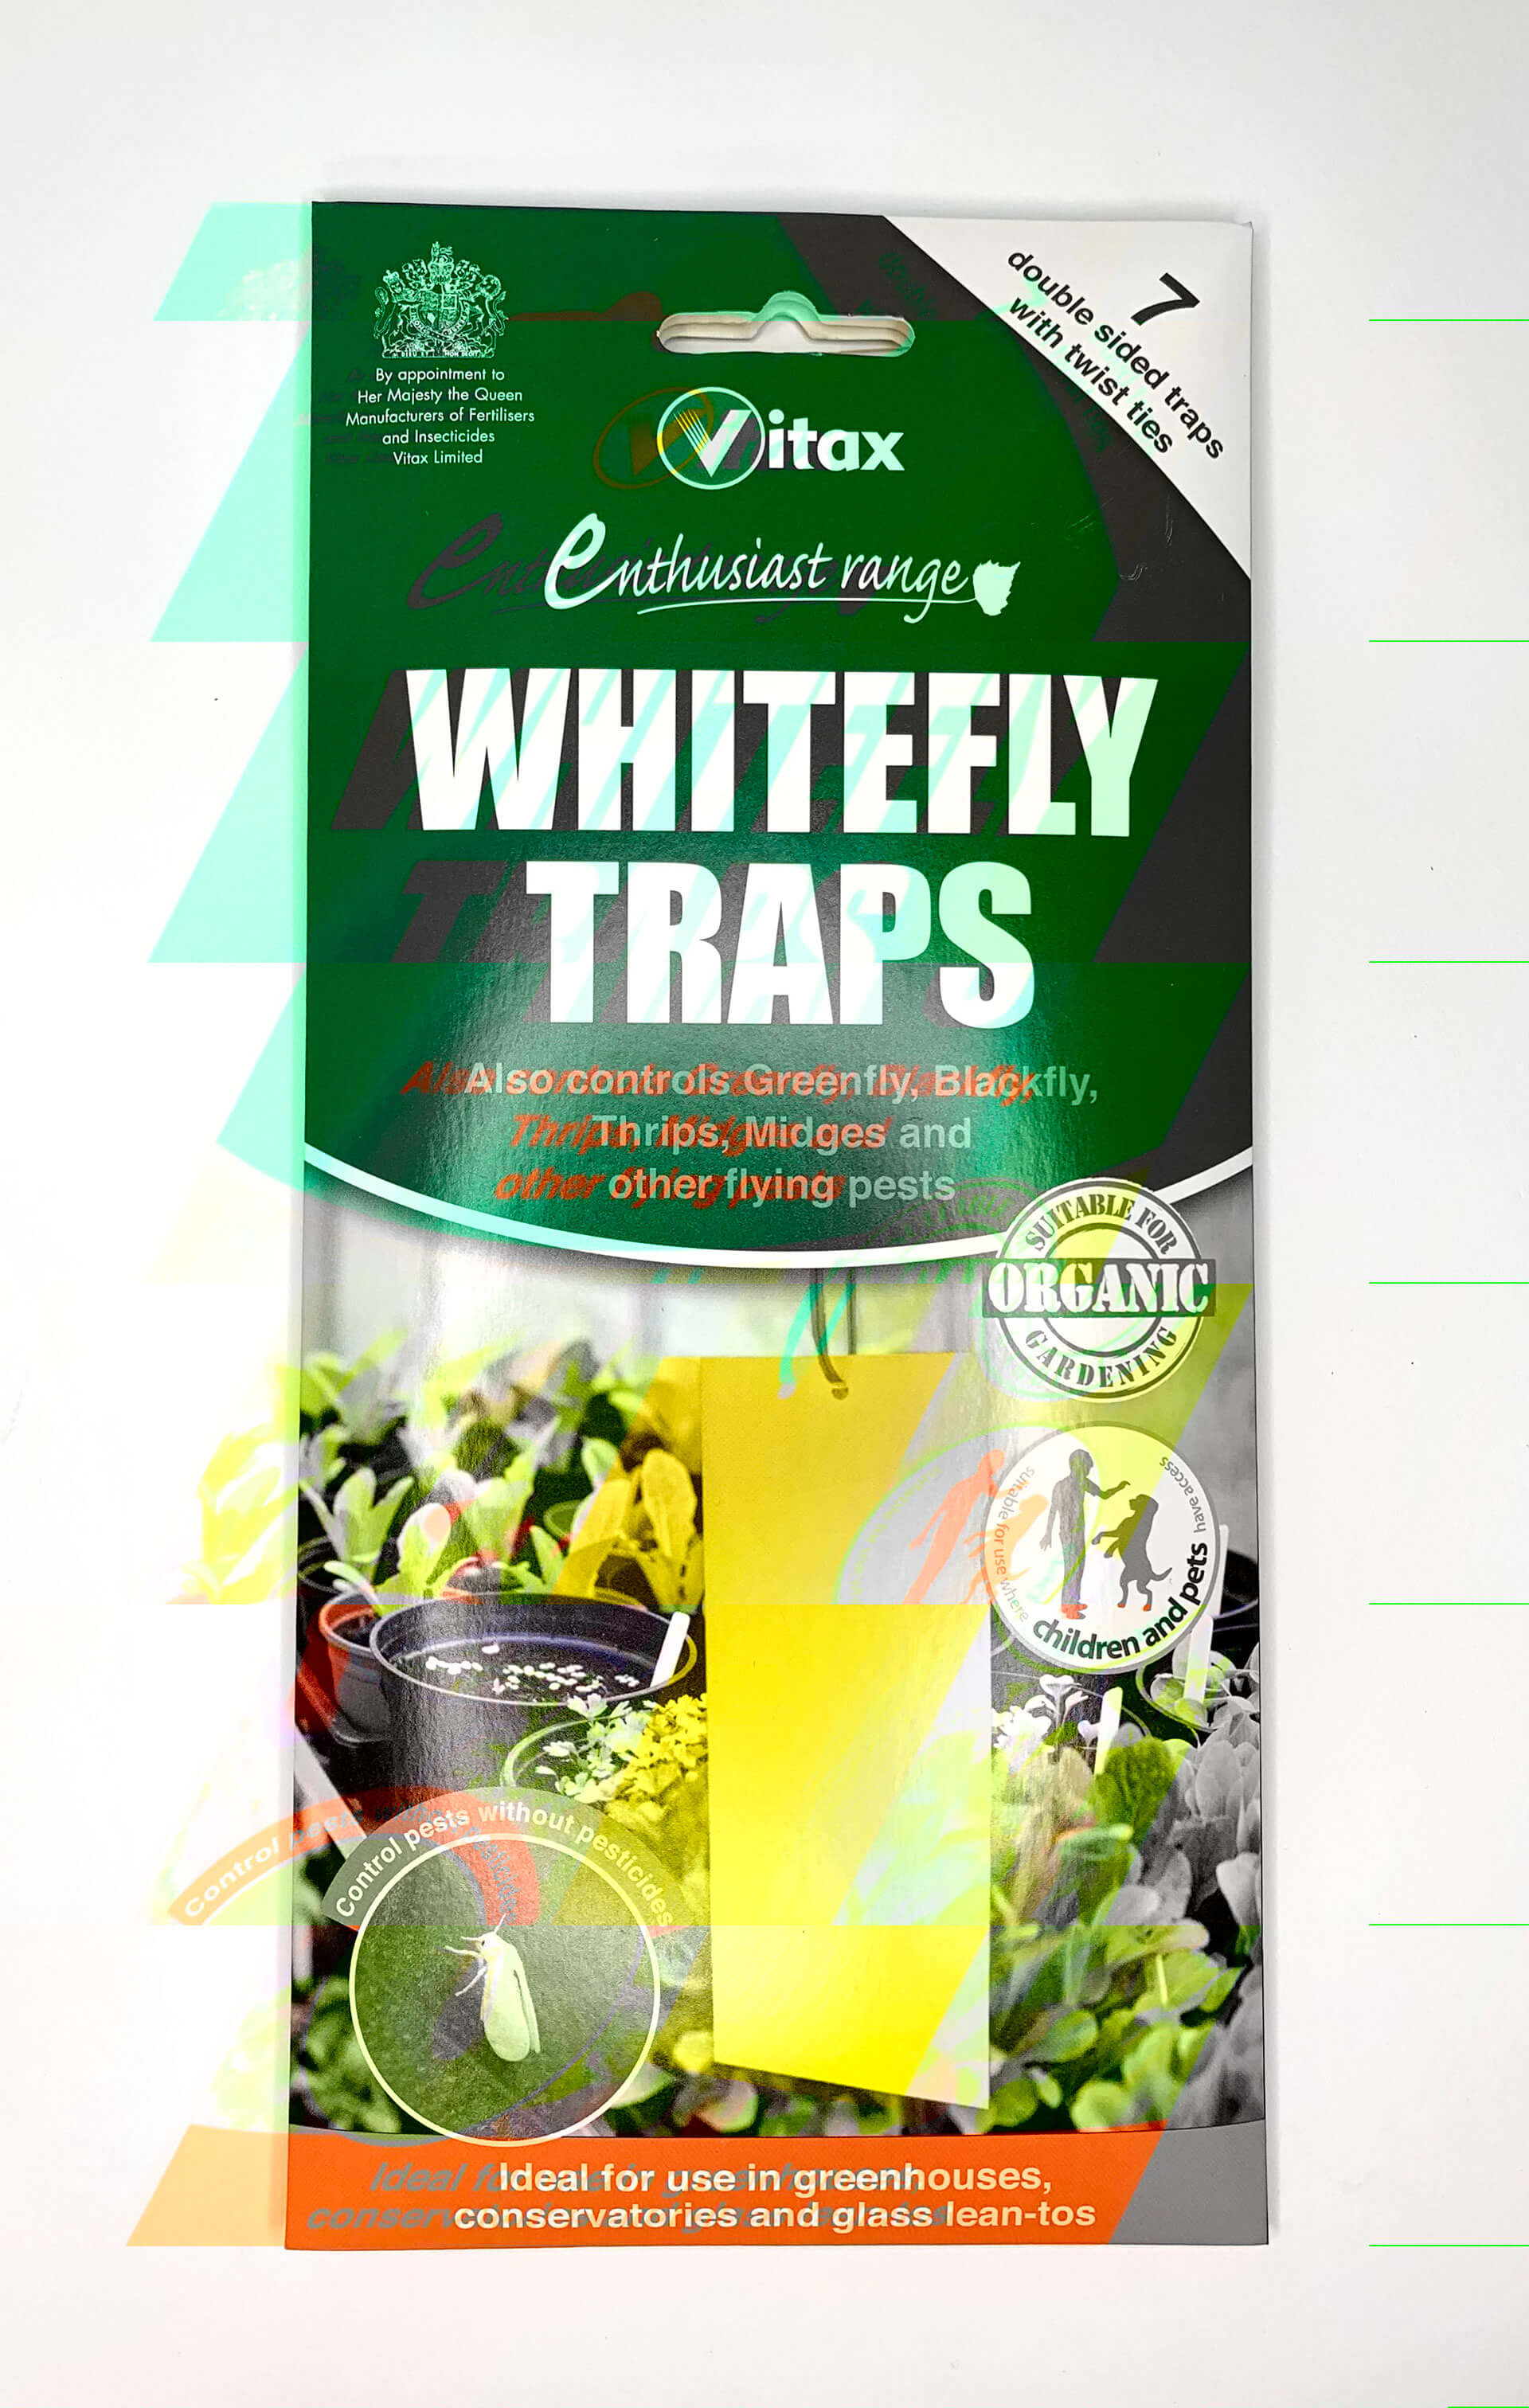 7
double sided traps
with twist ties
By appointment to
Her Majesty the Queen
Manufacturers of Fertilisers
and Insecticides
Vitax Limited
Vitax
enthusiast range
WHITEFLY
TRAPS
Also controls Greenfly, Blackfly,
Thrips, Midges and
other flying pests
SUITABLE FOR
ORGANIC
GARDENING
suitable for use where
children and pets
have access
Control pests without pesticides
Ideal for use in greenhouses,
conservatories and glass lean-tos